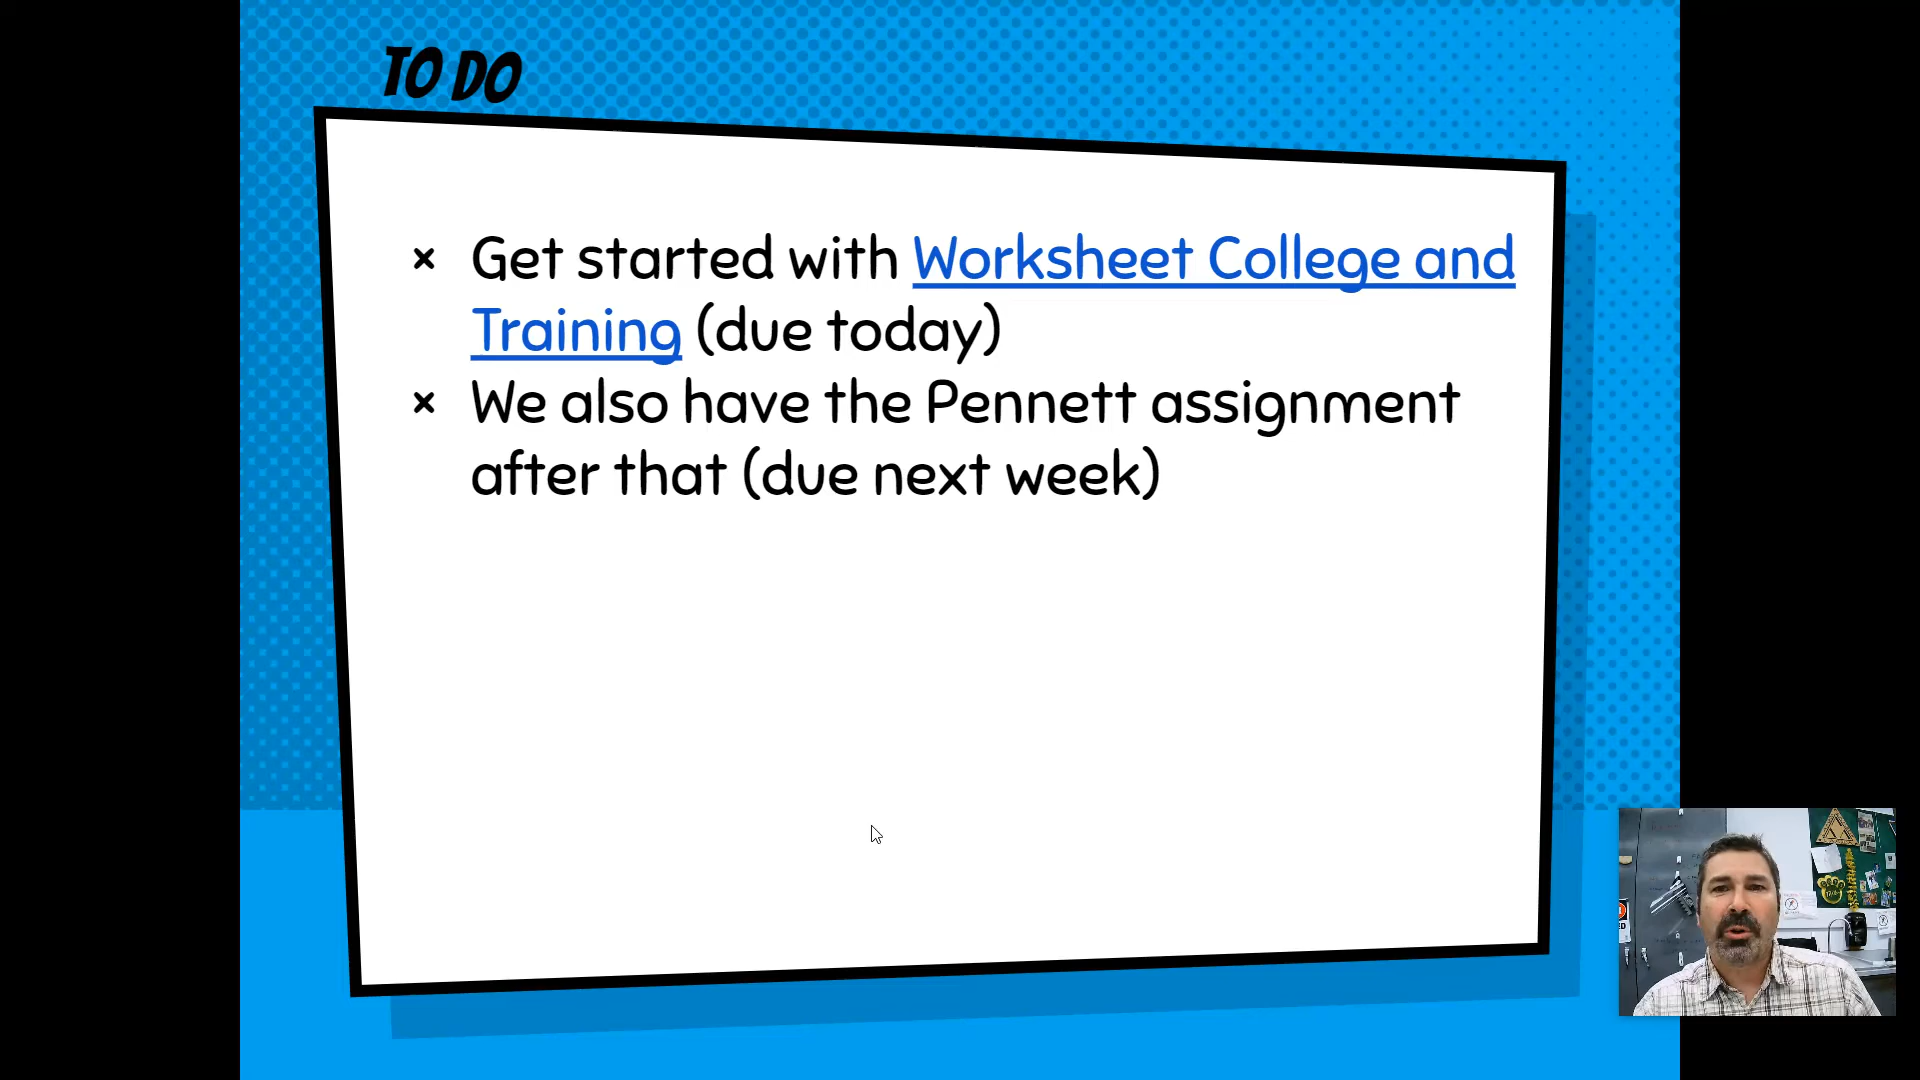 TO DO
× Get started with Worksheet College and
Training (due today)
× We also have the Pennett assignment
after that (due next week)